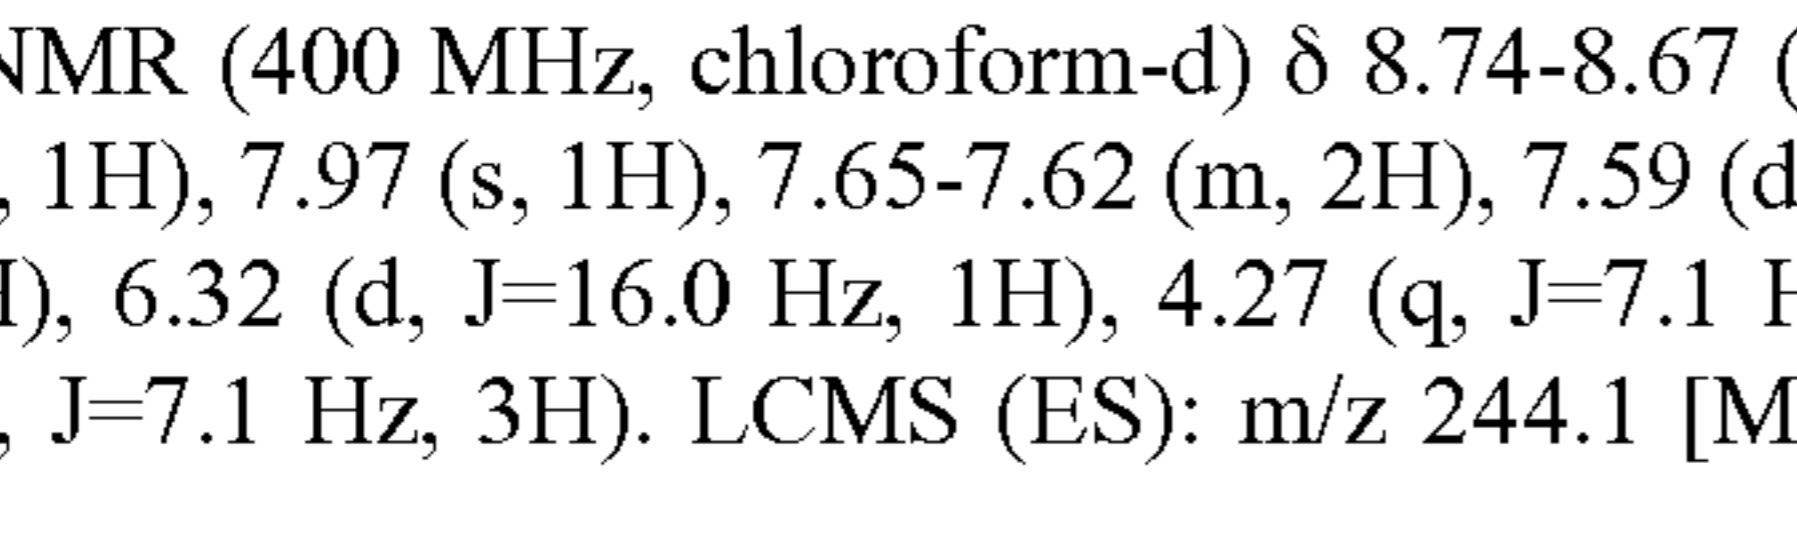 NMR (400 MHz, chloroform-d) δ 8.74-8.67 (
, 1H), 7.97 (s, 1H), 7.65-7.62 (m, 2H), 7.59 (d
), 6.32 (d, J=16.0 Hz, 1H), 4.27 (q, J=7.1 H
, J=7.1 Hz, 3H). LCMS (ES): m/z 244.1 [M